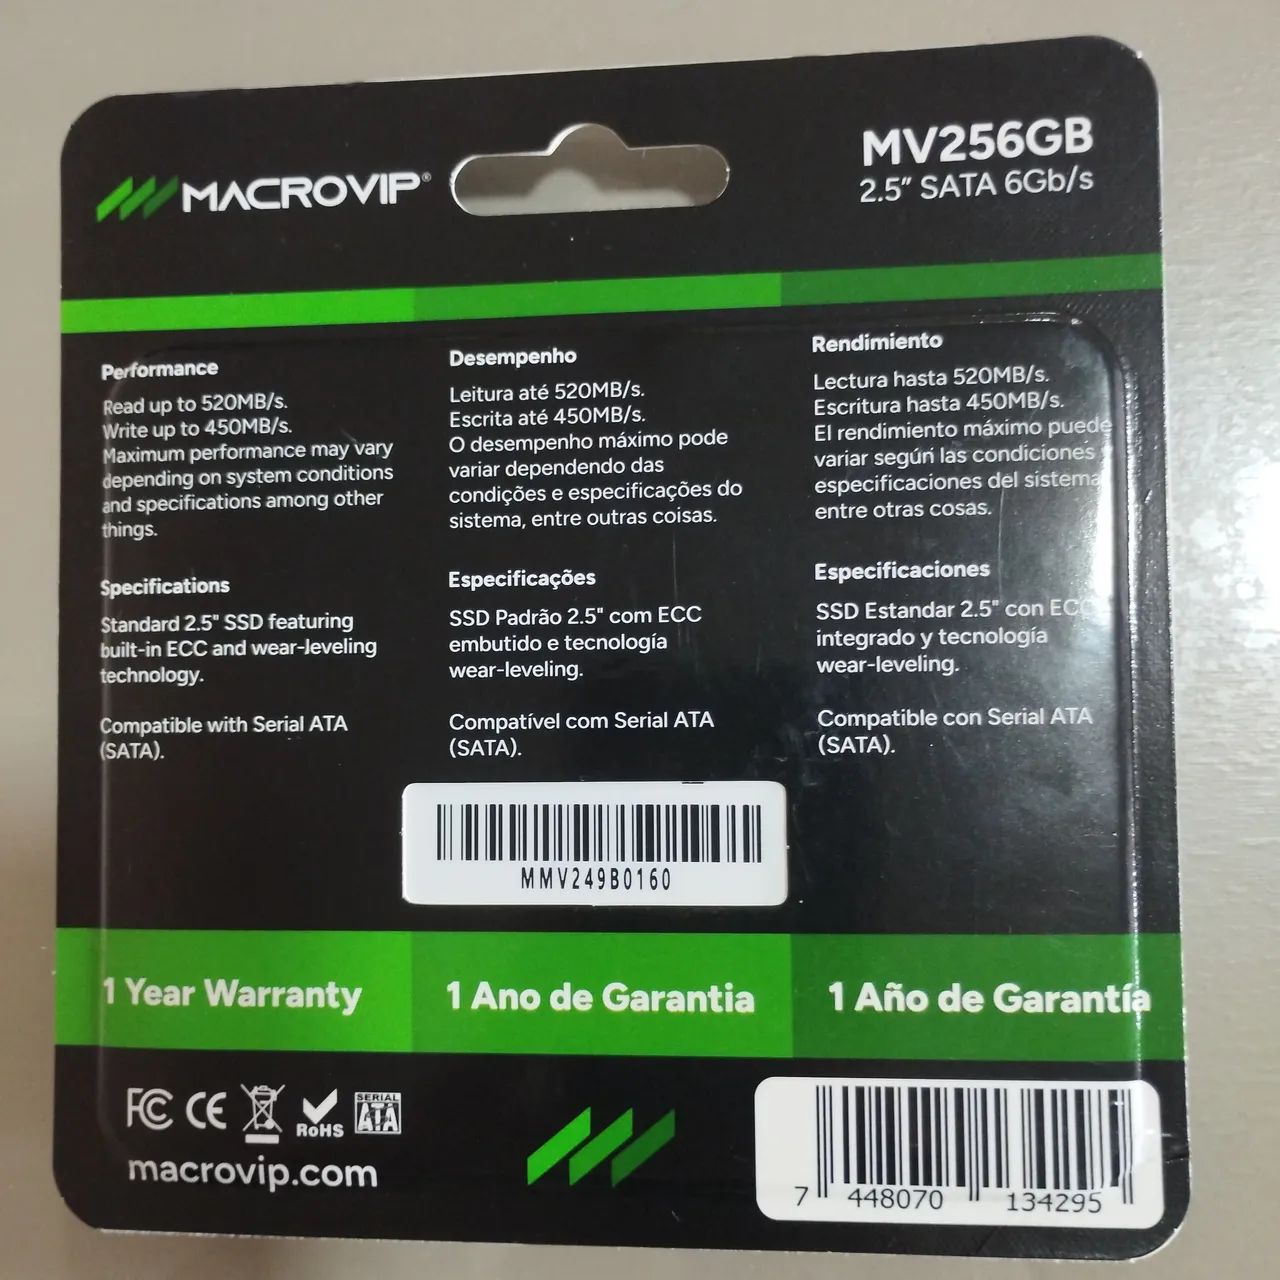 MACROVIP®
MV256GB
2.5" SATA 6Gb/s
Performance
Read up to 520MB/s.
Write up to 450MB/s.
Maximum performance may vary
depending on system conditions
and specifications among other
things.
Specifications
Standard 2.5" SSD featuring
built-in ECC and wear-leveling
technology.
Compatible with Serial ATA
(SATA).
Desempenho
Leitura até 520MB/s.
Escrita até 450MB/s.
O desempenho máximo pode
variar dependendo das
condições e especificações do
sistema, entre outras coisas.
Especificações
SSD Padrão 2.5" com ECC
embutido e tecnología
wear-leveling.
Compatível com Serial ATA
(SATA).
Rendimiento
Lectura hasta 520MB/s.
Escritura hasta 450MB/s.
El rendimiento máximo puede
variar según las condiciones y
especificaciones del sistema
entre otras cosas.
Especificaciones
SSD Estandar 2.5" con ECC
integrado y tecnología
wear-leveling.
Compatible con Serial ATA
(SATA).
MMV249B0160
1 Year Warranty
1 Ano de Garantia
1 Año de Garantía
FC CE RoHS SERIAL ATA
macrovip.com
7 448070 134295